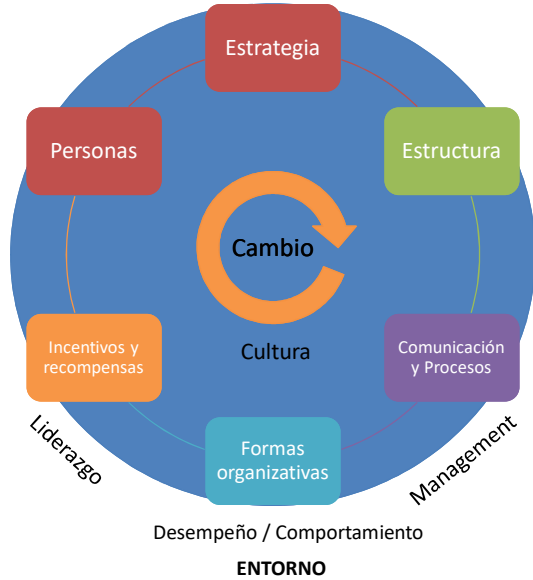 Estrategia
Personas
Estructura
Cambio
Cultura
Incentivos y
recompensas
Comunicación
y Procesos
Formas
organizativas
Liderazgo
Management
Desempeño / Comportamiento
ENTORNO